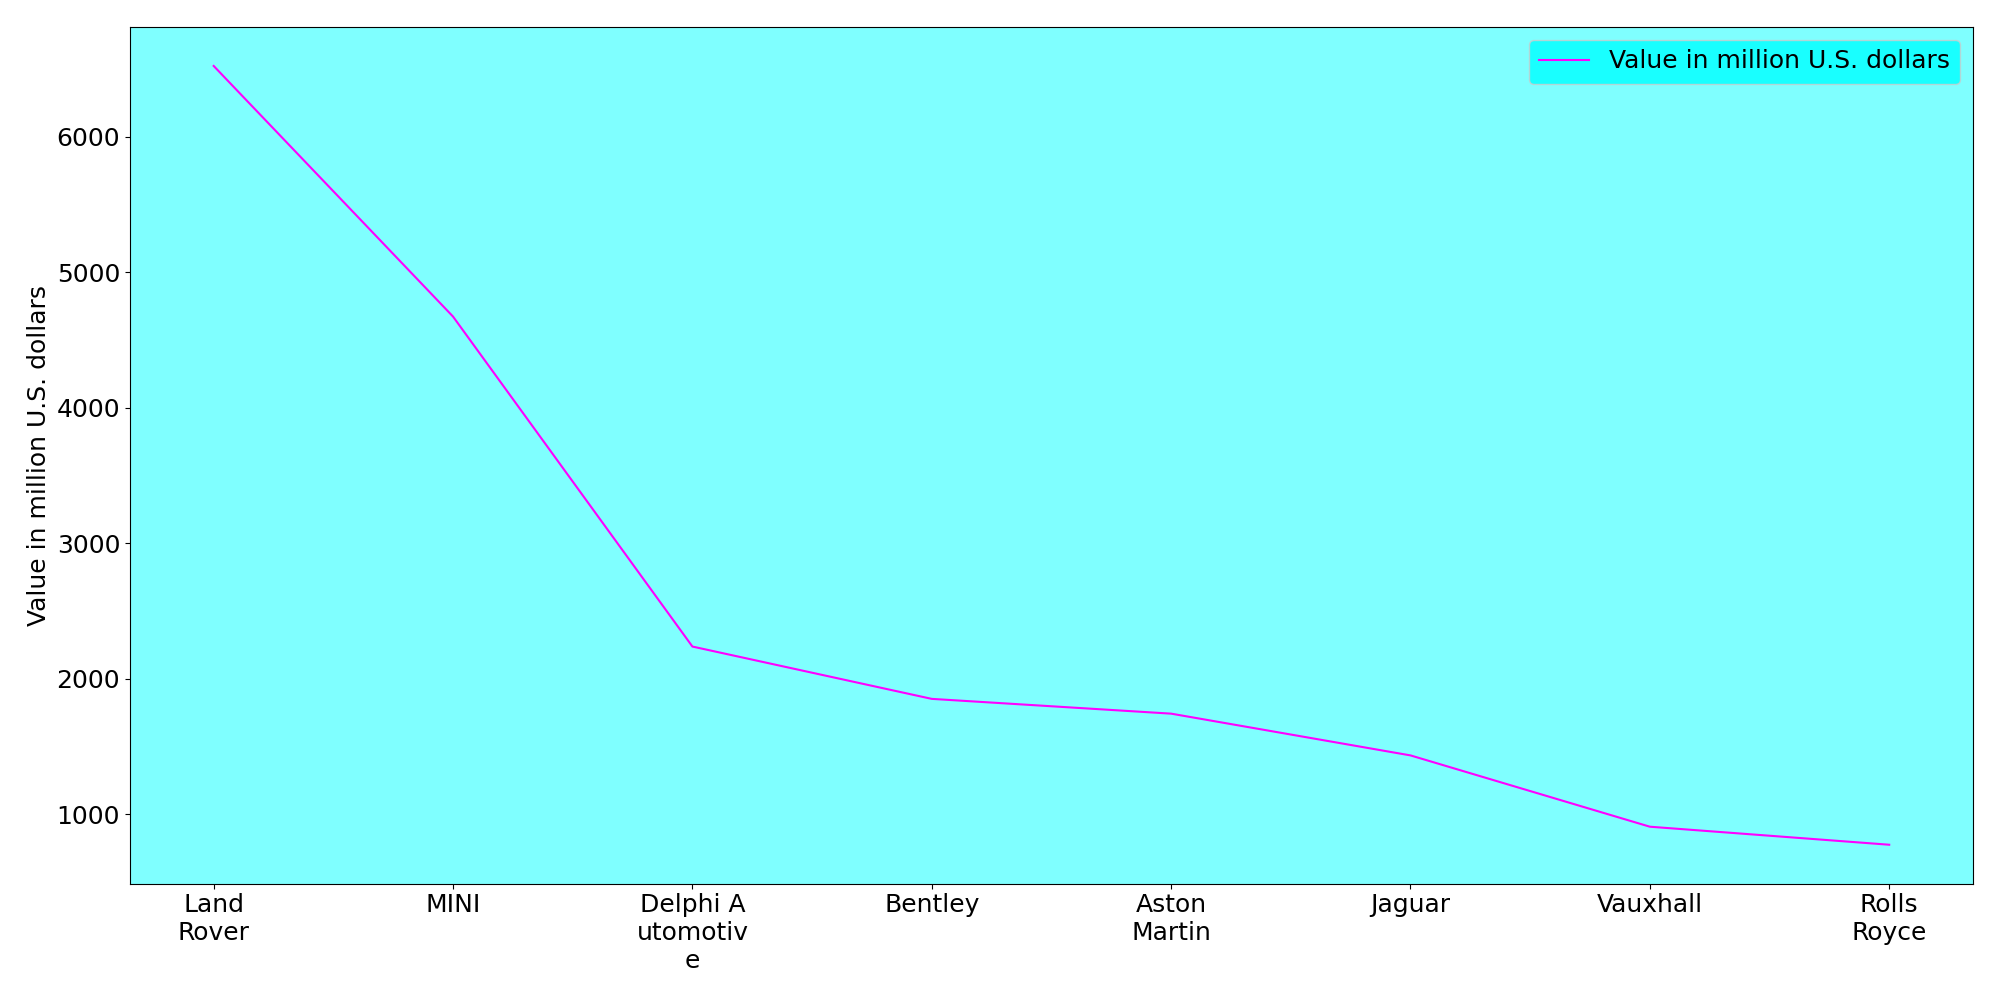 Value in million U.S. dollars
Value in million U.S. dollars
6000
5000
4000
3000
2000
1000
Land
Rover
MINI
Delphi A
utomotiv
e
Bentley
Aston
Martin
Jaguar
Vauxhall
Rolls
Royce